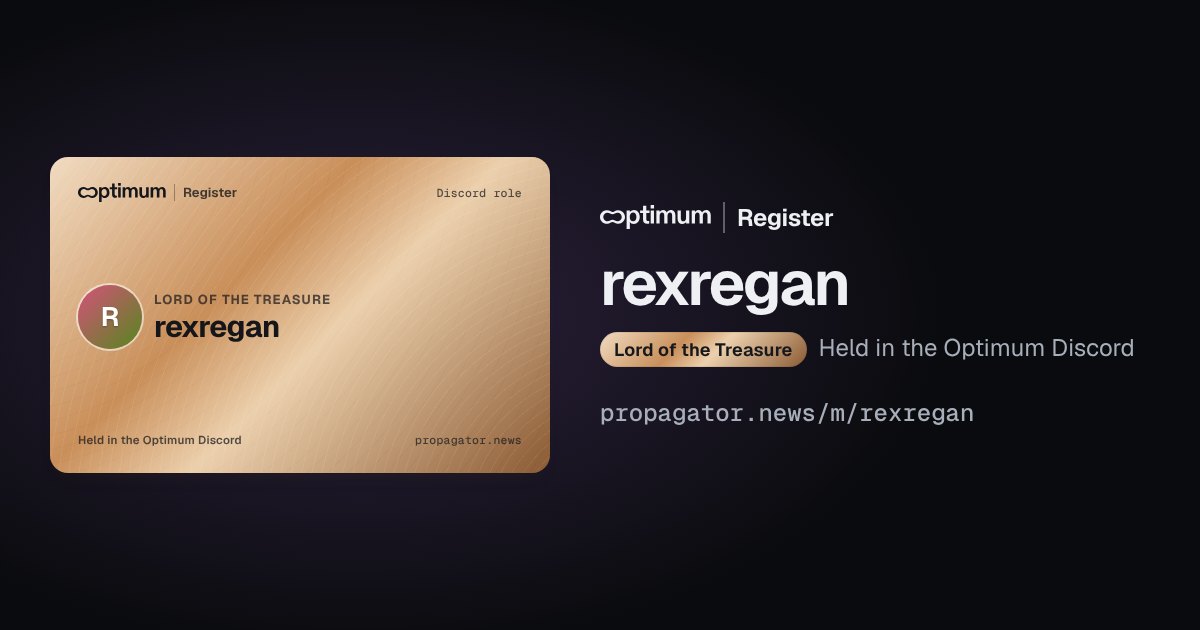 optimum | Register
Discord role
R
LORD OF THE TREASURE
rexregan
Held in the Optimum Discord
propagator.news
optimum | Register
rexregan
Lord of the Treasure Held in the Optimum Discord
propagator.news/m/rexregan